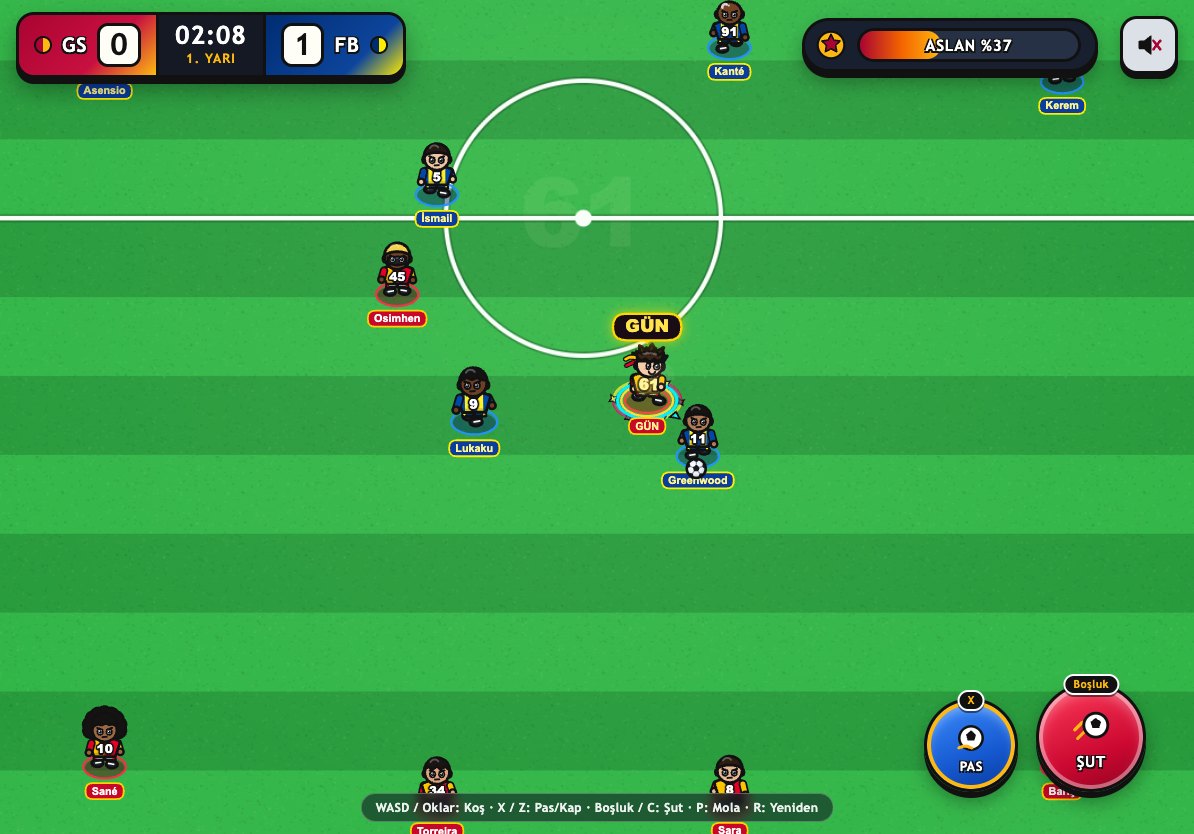 GS 0
02:08
1. YARI
1 FB
91
Kanté
ASLAN %37
Asensio
Kerem
5
İsmail
61
45
Osimhen
GÜN
61
GÜN
9
Lukaku
11
Greenwood
10
Sané
34
Torreira
8
Sara
X
PAS
Boşluk
ŞUT
WASD / Oklar: Koş · X / Z: Pas/Kap · Boşluk / C: Şut · P: Mola · R: Yeniden